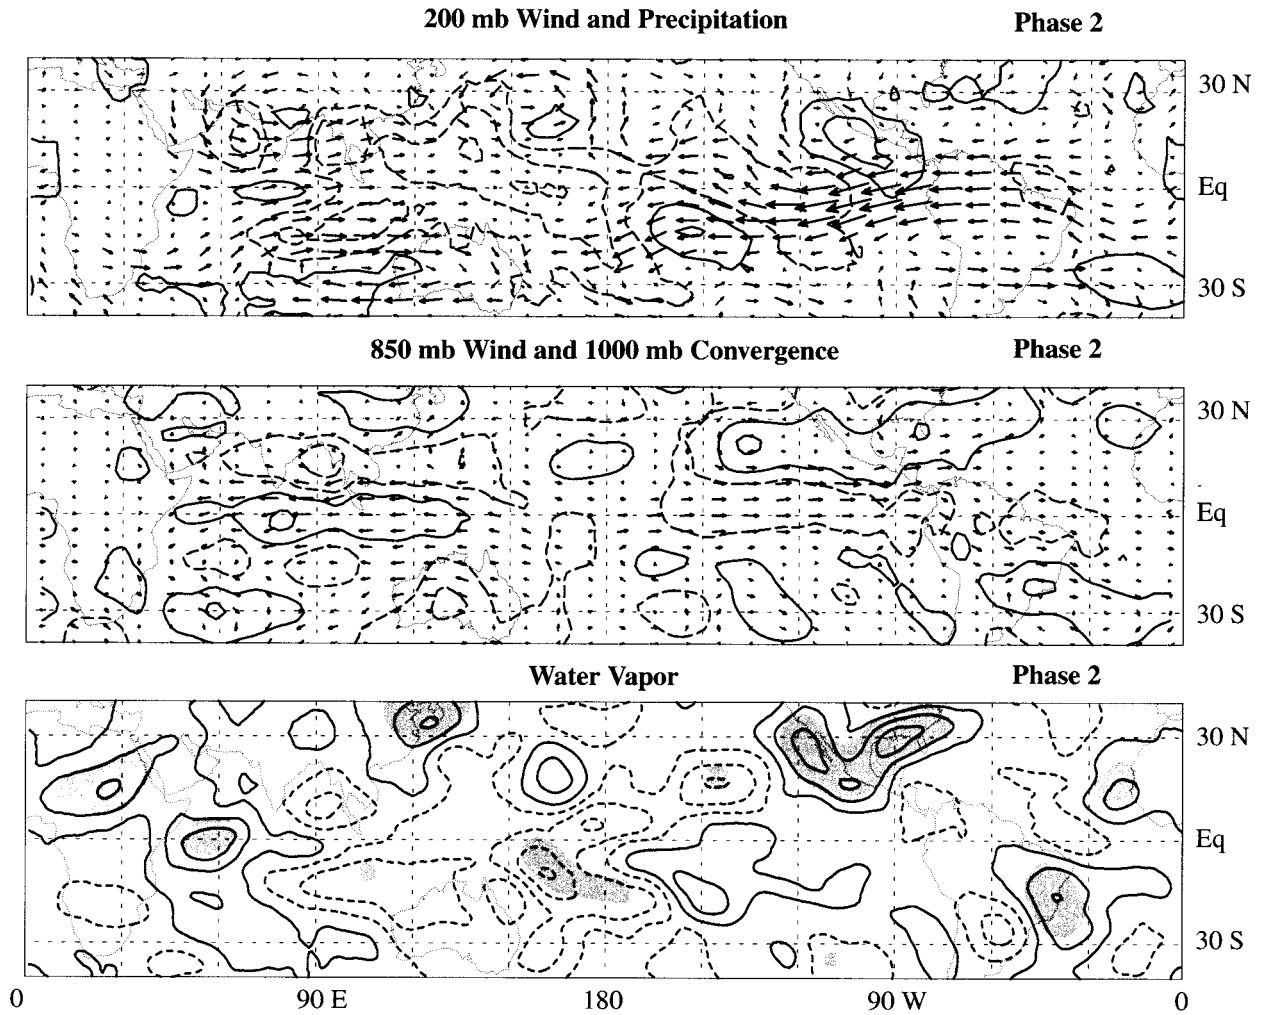 200 mb Wind and Precipitation Phase 2
30 N
Eq
30 S
850 mb Wind and 1000 mb Convergence Phase 2
30 N
Eq
30 S
Water Vapor Phase 2
30 N
Eq
30 S
0 90 E 180 90 W 0